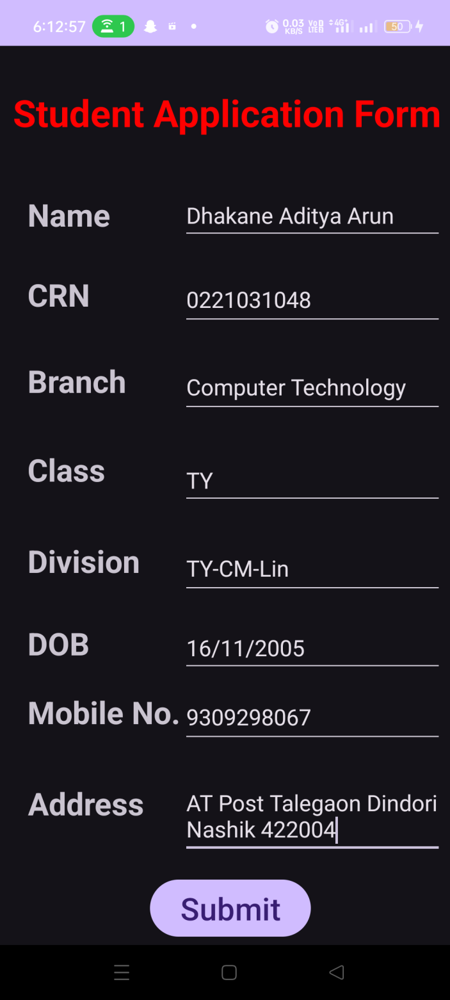 6:12:57 1 0.03 KB/S VoD LTE 4G+ 50
Student Application Form
Name Dhakane Aditya Arun
CRN 0221031048
Branch Computer Technology
Class TY
Division TY-CM-Lin
DOB 16/11/2005
Mobile No. 9309298067
Address AT Post Talegaon Dindori
Nashik 422004
Submit